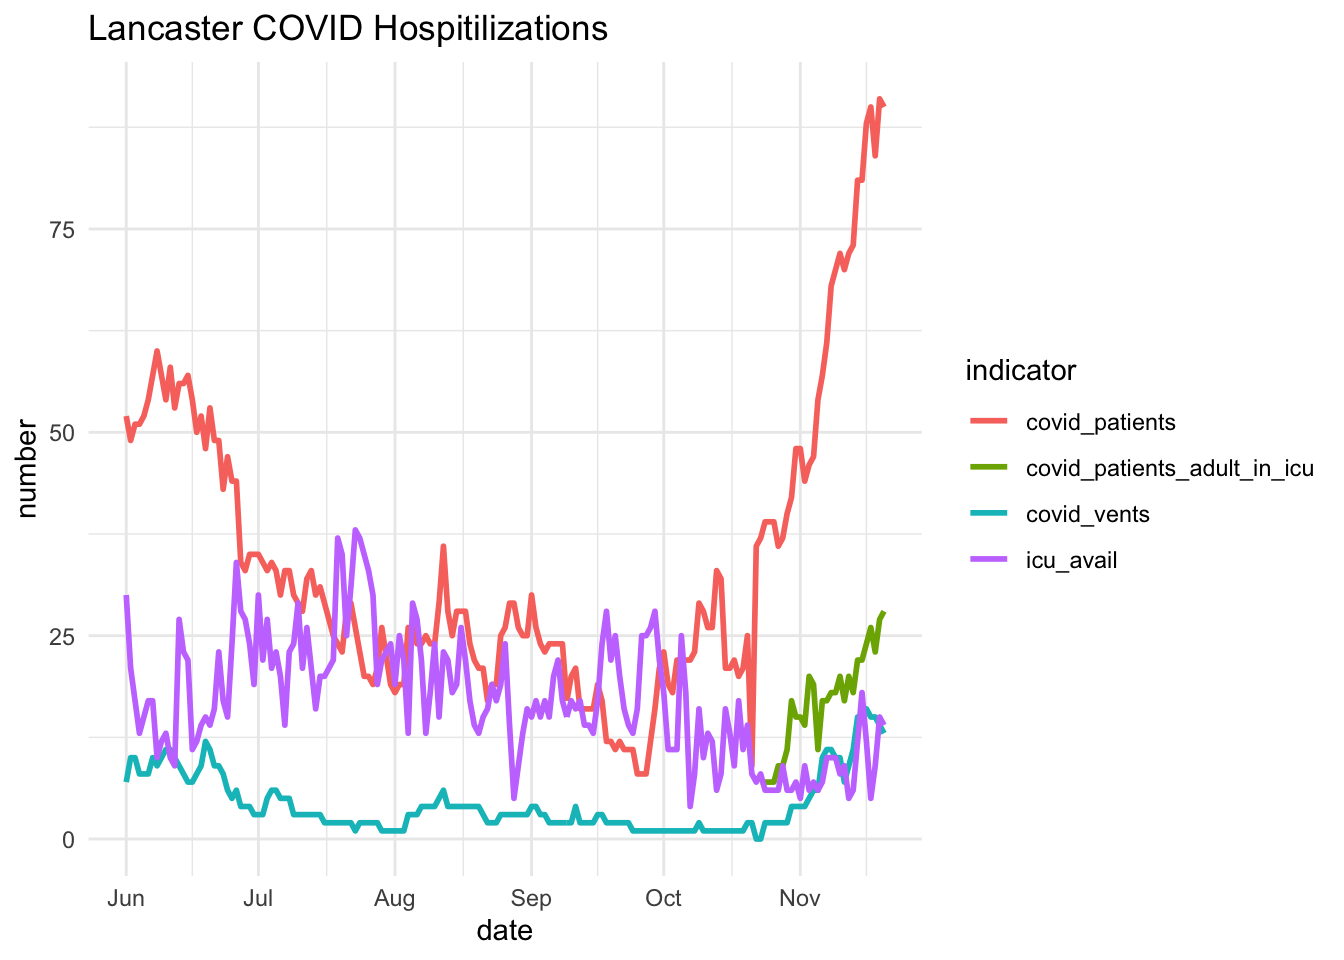 Lancaster COVID Hospitilizations
number
75
50
25
0
Jun Jul Aug Sep Oct Nov
date
indicator
covid_patients
covid_patients_adult_in_icu
covid_vents
icu_avail